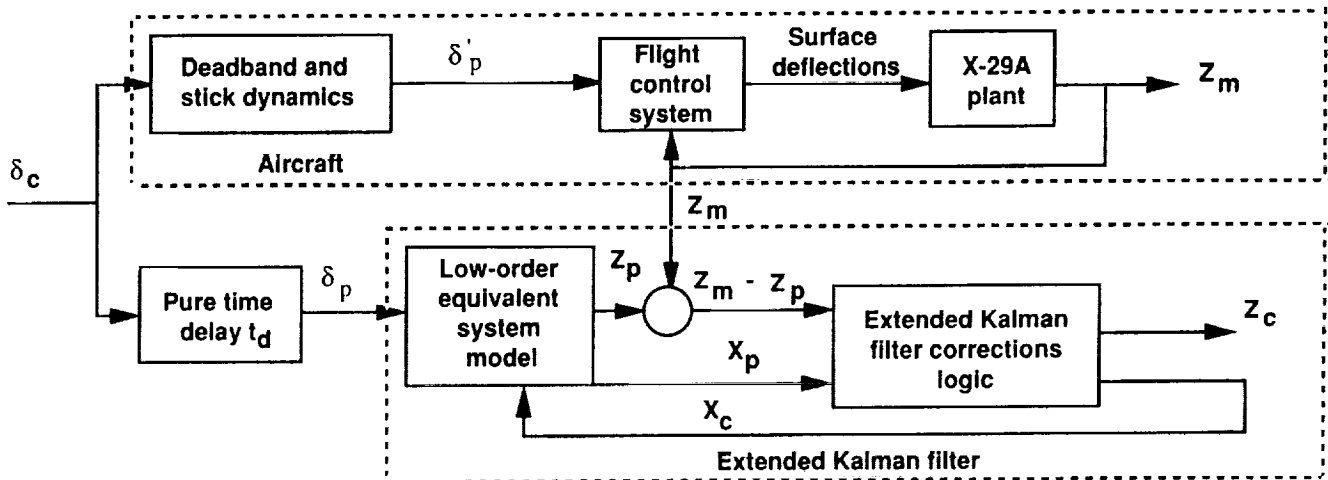 Deadband and
stick dynamics
δ'p
Flight
control
system
Surface
deflections
X-29A
plant
Zm
Aircraft
δc
Zm
Pure time
delay td
δp
Low-order
equivalent
system
model
Zp
Zm - Zp
Xp
Xc
Extended Kalman
filter corrections
logic
Zc
Extended Kalman filter